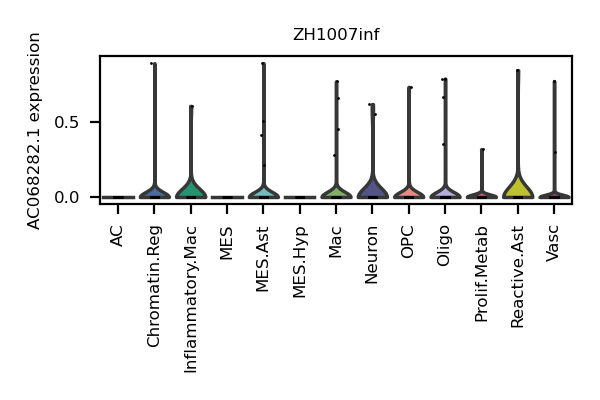 ZH1007inf
AC068282.1 expression
0.5
0.0
AC
Chromatin.Reg
Inflammatory.Mac
MES
MES.Ast
MES.Hyp
Mac
Neuron
OPC
Oligo
Prolif.Metab
Reactive.Ast
Vasc